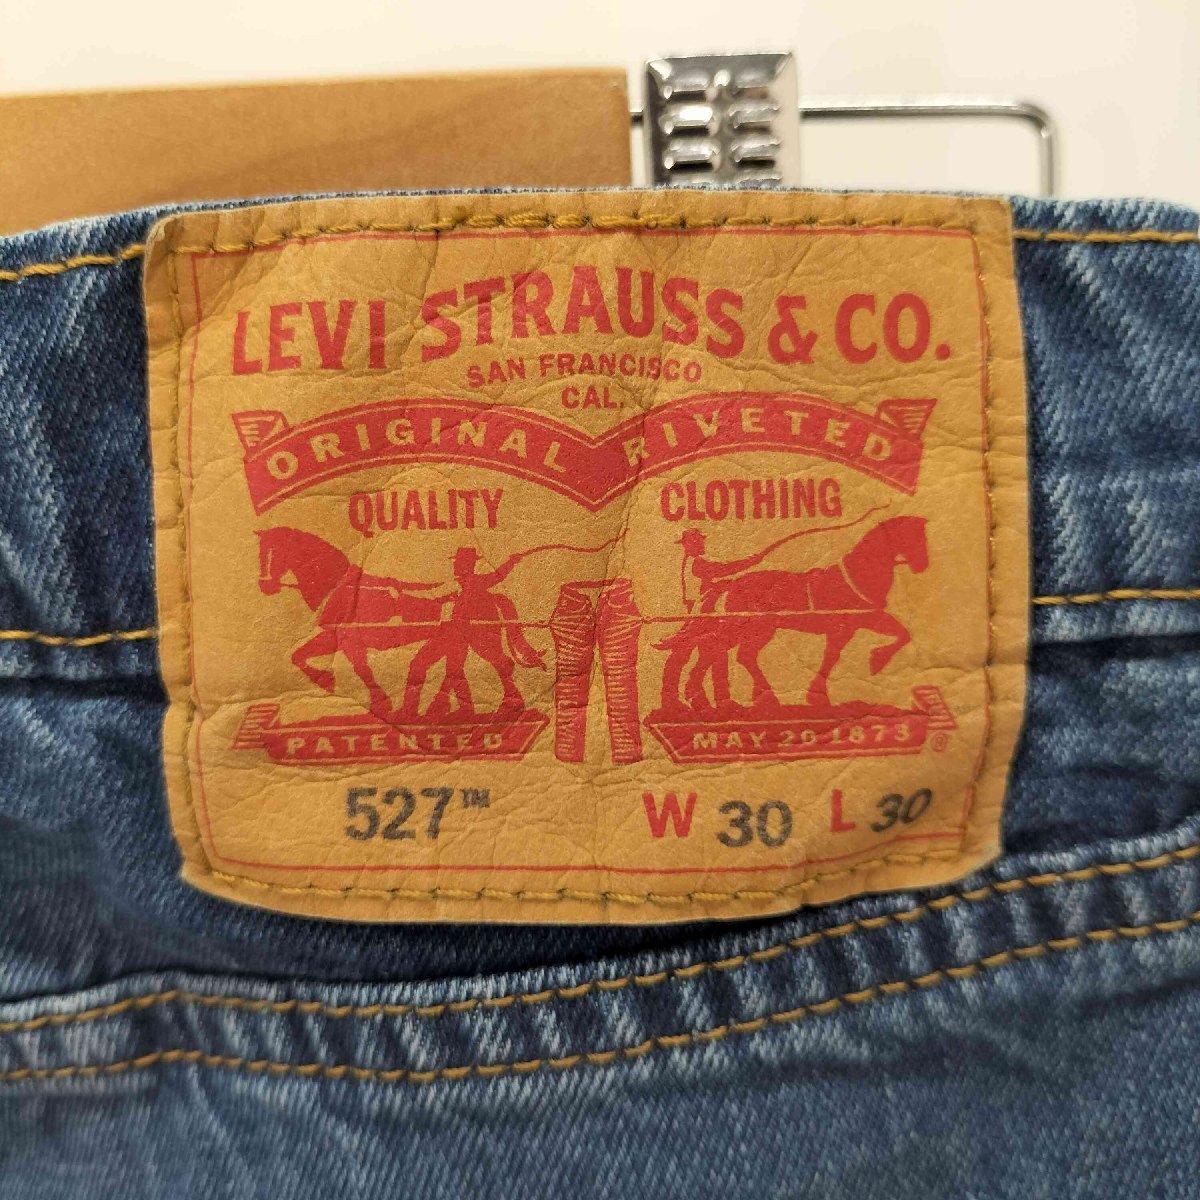 LEVI STRAUSS & CO.
SAN FRANCISCO
CAL.
ORIGINAL RIVETED
QUALITY CLOTHING
PATENTED MAY 20 1873 ®
527™ W 30 L 30